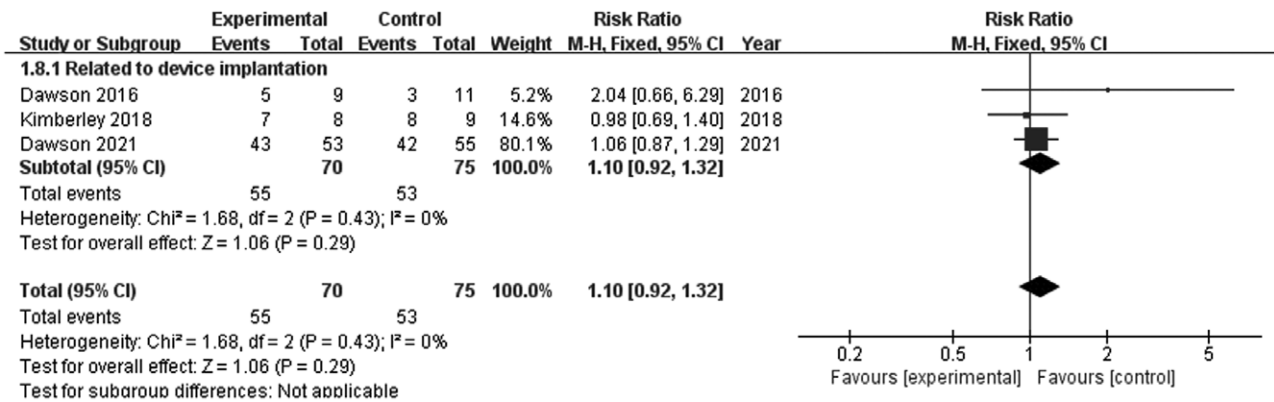 Experimental Control Risk Ratio Risk Ratio
Study or Subgroup Events Total Events Total Weight M-H, Fixed, 95% CI Year M-H, Fixed, 95% CI
1.8.1 Related to device implantation
Dawson 2016 5 9 3 11 5.2% 2.04 [0.66, 6.29] 2016
Kimberley 2018 7 8 8 9 14.6% 0.98 [0.69, 1.40] 2018
Dawson 2021 43 53 42 55 80.1% 1.06 [0.87, 1.29] 2021
Subtotal (95% CI) 70 75 100.0% 1.10 [0.92, 1.32]
Total events 55 53
Heterogeneity: Chi² = 1.68, df = 2 (P = 0.43); I² = 0%
Test for overall effect: Z = 1.06 (P = 0.29)
Total (95% CI) 70 75 100.0% 1.10 [0.92, 1.32]
Total events 55 53
Heterogeneity: Chi² = 1.68, df = 2 (P = 0.43); I² = 0%
Test for overall effect: Z = 1.06 (P = 0.29)
Test for subgroup differences: Not applicable
0.2 0.5 1 2 5
Favours [experimental] Favours [control]